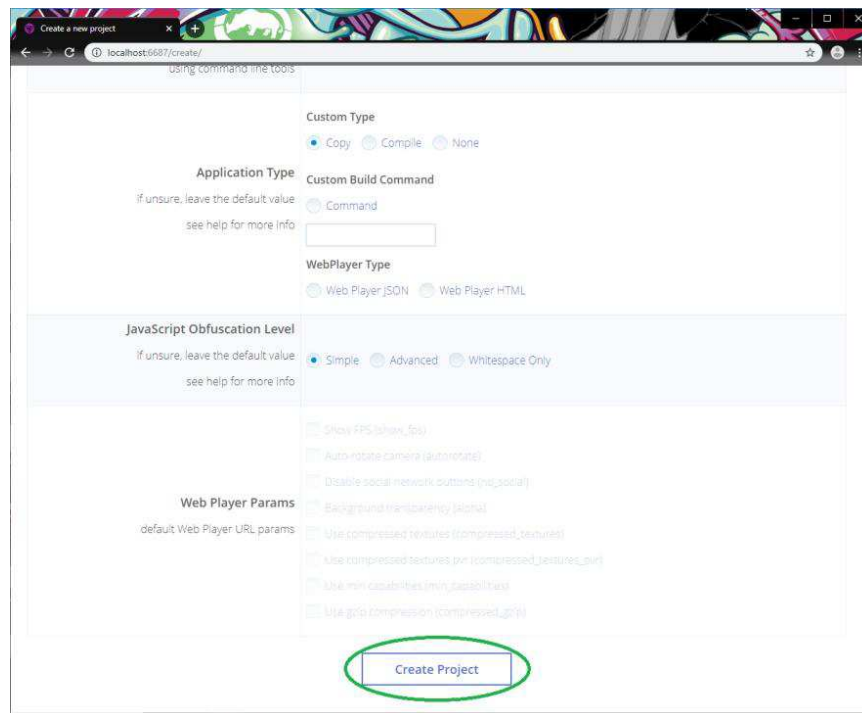 Create a new project
localhost:6687/create/
using command line tools
Application Type
if unsure, leave the default value
see help for more info
Custom Type
Copy Compile None
Custom Build Command
Command
WebPlayer Type
Web Player JSON Web Player HTML
JavaScript Obfuscation Level
if unsure, leave the default value
see help for more info
Simple Advanced Whitespace Only
Web Player Params
default Web Player URL params
Show FPS (show_fps)
Auto-rotate camera (autorotate)
Disable social network buttons (no_social)
Background transparency (alpha)
Use compressed textures (compressed_textures)
Use compressed textures pvr (compressed_textures_pvr)
Use min capabilities (min_capabilities)
Use gzip compression (compressed_gzip)
Create Project